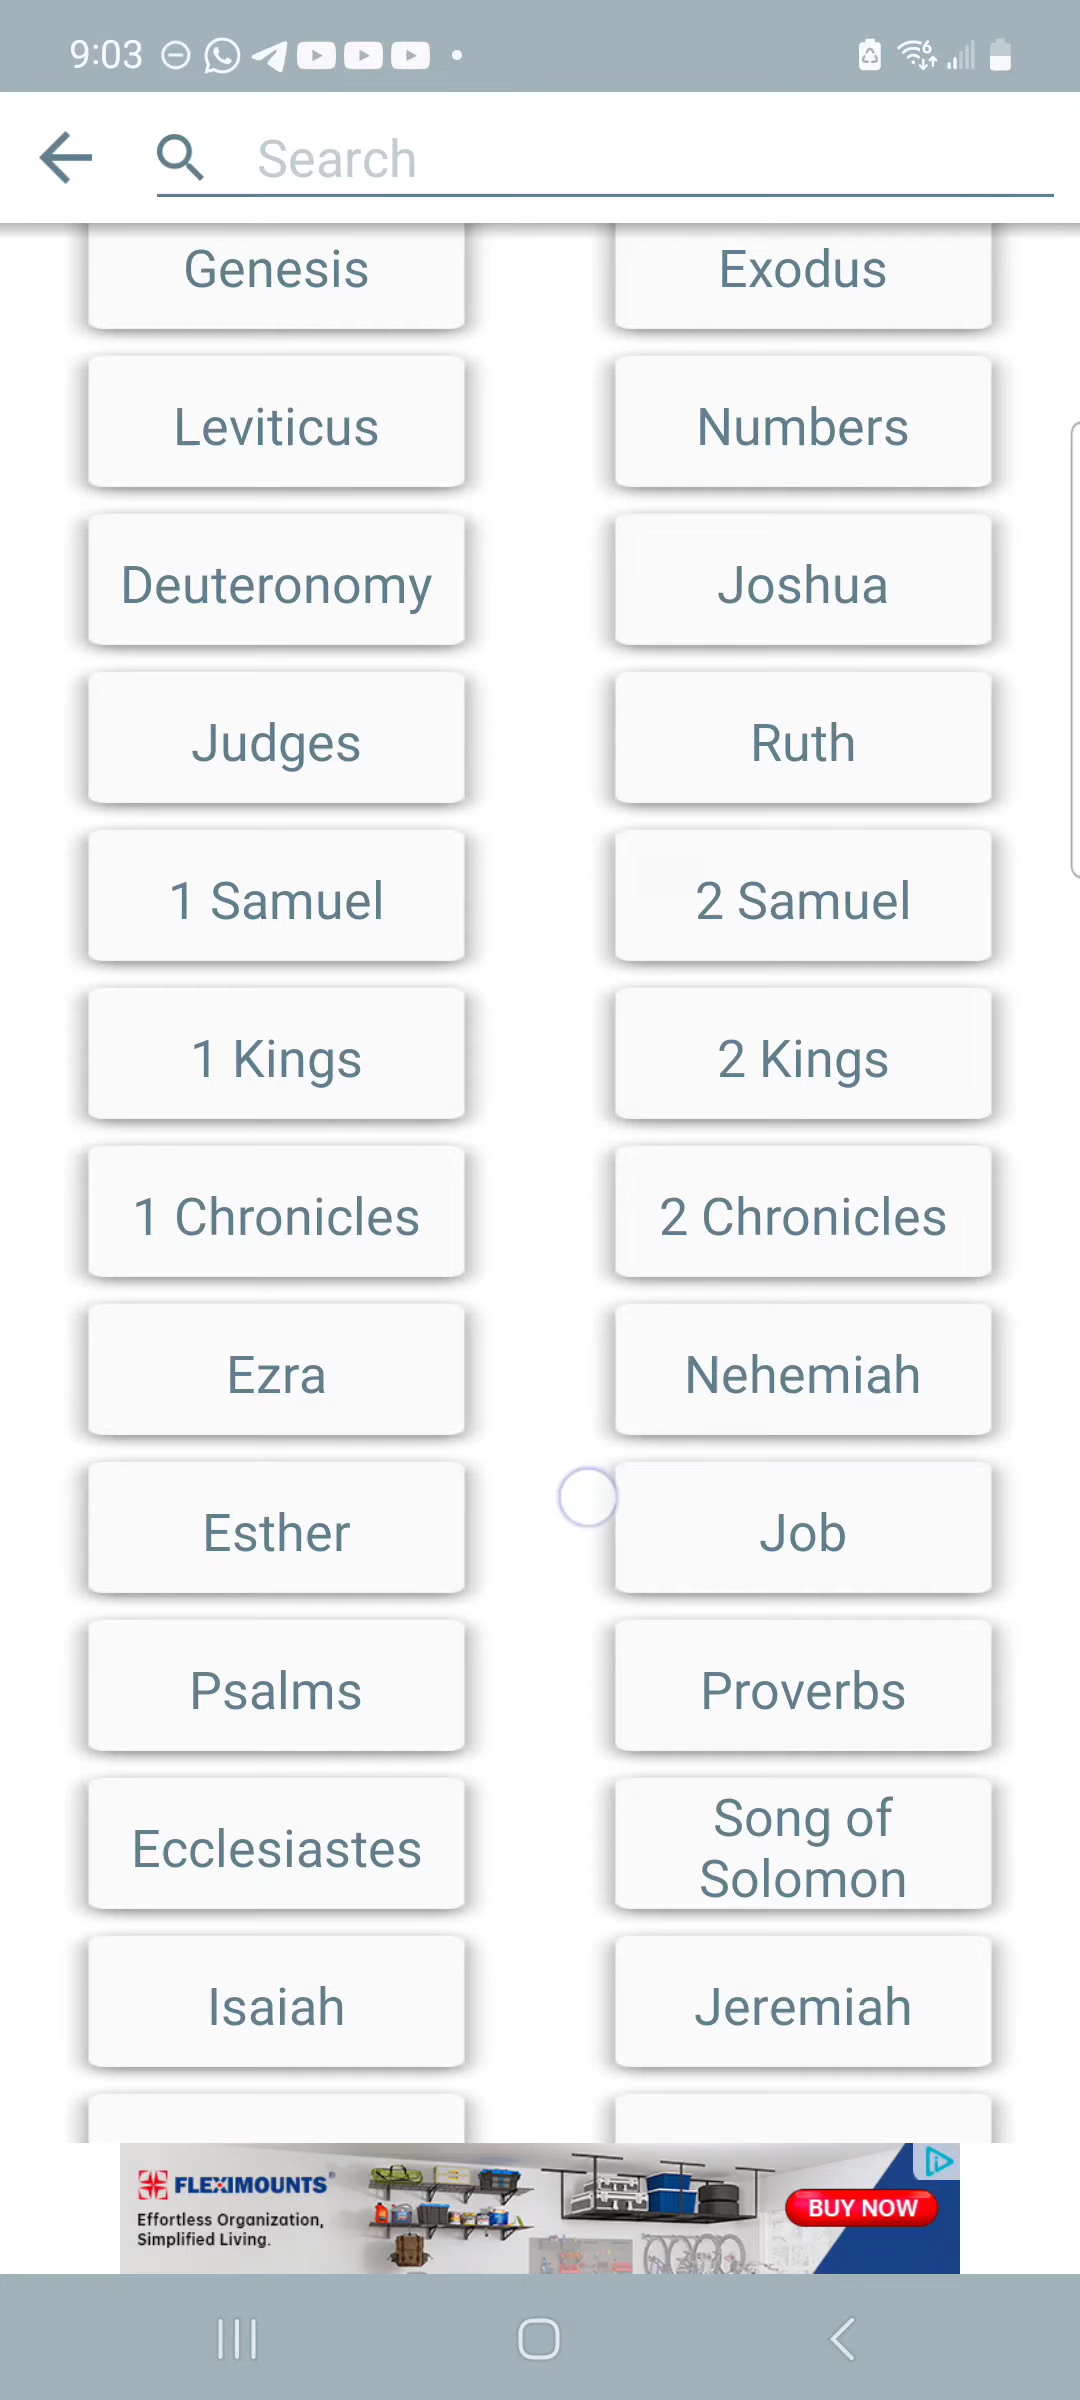 9:03
6
Search
Genesis Exodus
Leviticus Numbers
Deuteronomy Joshua
Judges Ruth
1 Samuel 2 Samuel
1 Kings 2 Kings
1 Chronicles 2 Chronicles
Ezra Nehemiah
Esther Job
Psalms Proverbs
Ecclesiastes Song of
Solomon
Isaiah Jeremiah
FLEXIMOUNTS®
Effortless Organization,
Simplified Living.
BUY NOW